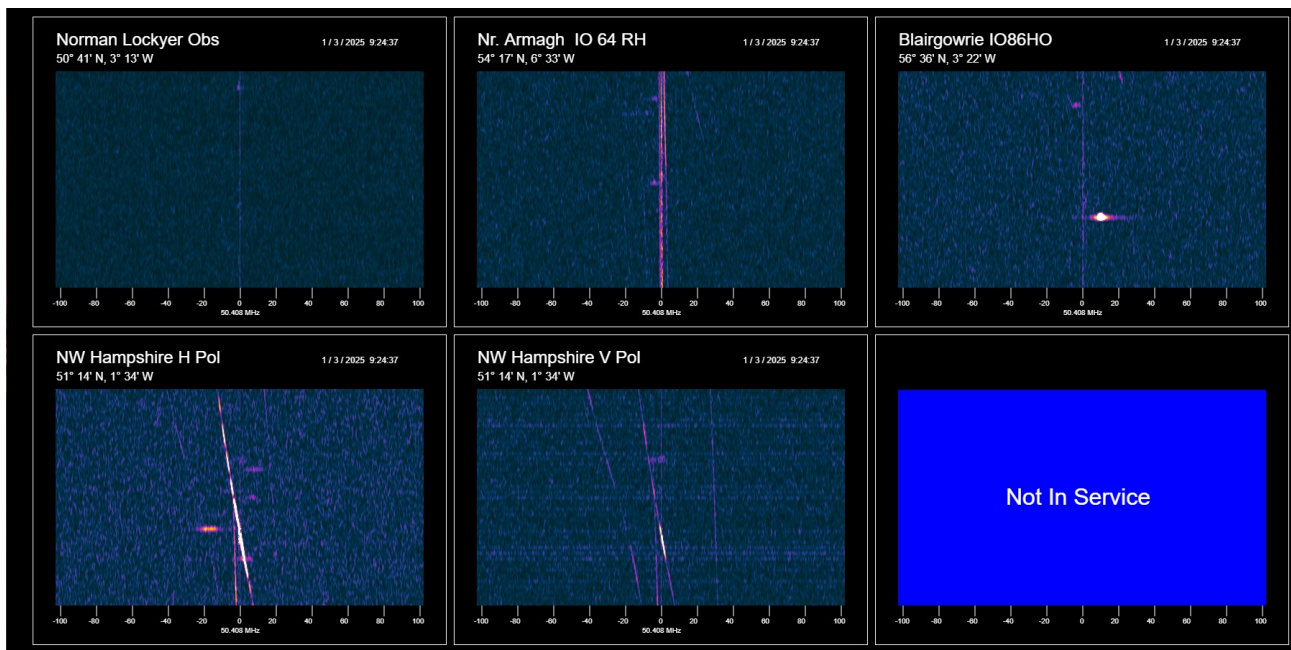 Norman Lockyer Obs 1 / 3 / 2025 9:24:37
50° 41' N, 3° 13' W
-100 -80 -60 -40 -20 0 20 40 60 80 100
50.408 MHz
Nr. Armagh IO 64 RH 1 / 3 / 2025 9:24:37
54° 17' N, 6° 33' W
-100 -80 -60 -40 -20 0 20 40 60 80 100
50.408 MHz
Blairgowrie IO86HO 1 / 3 / 2025 9:24:37
56° 36' N, 3° 22' W
-100 -80 -60 -40 -20 0 20 40 60 80 100
50.408 MHz
NW Hampshire H Pol 1 / 3 / 2025 9:24:37
51° 14' N, 1° 34' W
-100 -80 -60 -40 -20 0 20 40 60 80 100
50.408 MHz
NW Hampshire V Pol 1 / 3 / 2025 9:24:37
51° 14' N, 1° 34' W
-100 -80 -60 -40 -20 0 20 40 60 80 100
50.408 MHz
Not In Service
-100 -80 -60 -40 -20 0 20 40 60 80 100